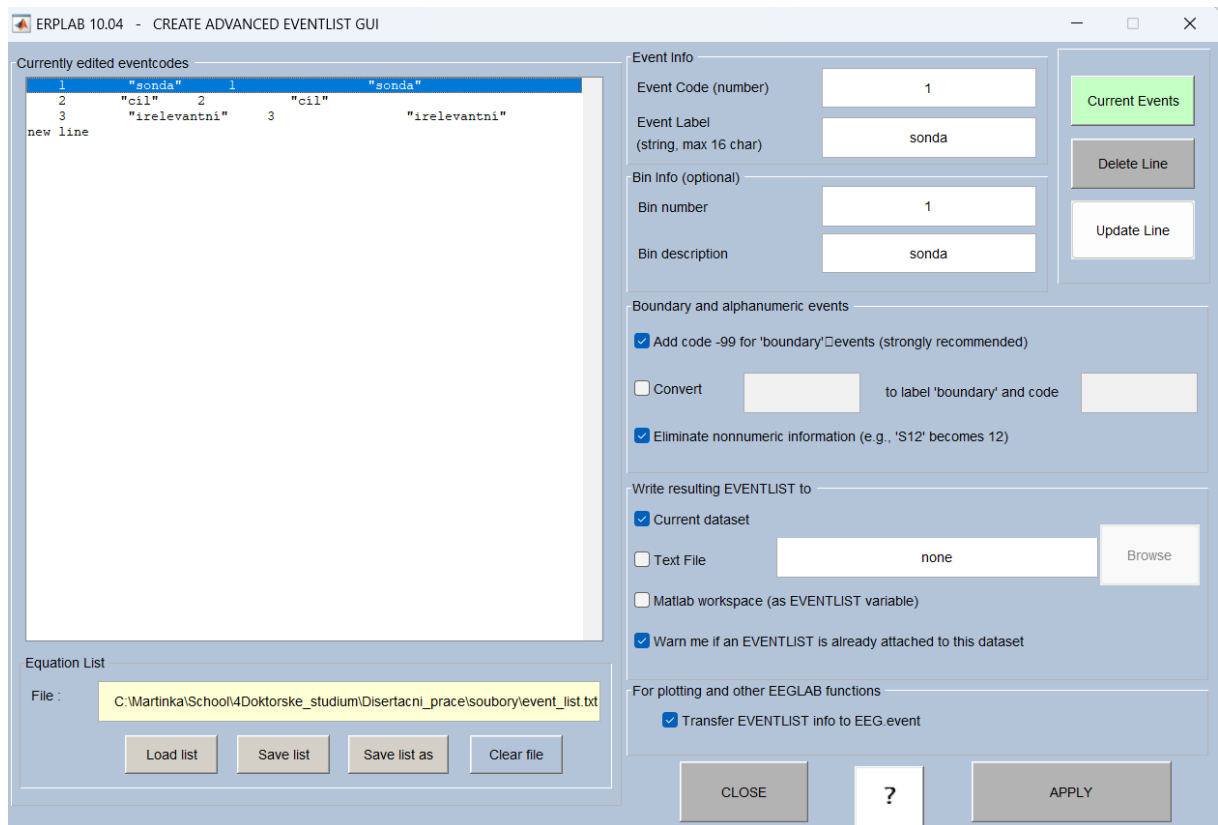 ERPLAB 10.04 - CREATE ADVANCED EVENTLIST GUI
Currently edited eventcodes
1 "sonda" 1 "sonda"
2 "cíl" 2 "cíl"
3 "irelevantní" 3 "irelevantní"
new line
Equation List
File :
C:\Martinka\School\4Doktorske_studium\Disertacni_prace\soubory\event_list.txt
Load list Save list Save list as Clear file
Event Info
Event Code (number) 1
Event Label
(string, max 16 char) sonda
Bin Info (optional)
Bin number 1
Bin description sonda
Current Events
Delete Line
Update Line
Boundary and alphanumeric events
Add code -99 for 'boundary'□events (strongly recommended)
Convert to label 'boundary' and code
Eliminate nonnumeric information (e.g., 'S12' becomes 12)
Write resulting EVENTLIST to
Current dataset
Text File none Browse
Matlab workspace (as EVENTLIST variable)
Warn me if an EVENTLIST is already attached to this dataset
For plotting and other EEGLAB functions
Transfer EVENTLIST info to EEG.event
CLOSE ? APPLY